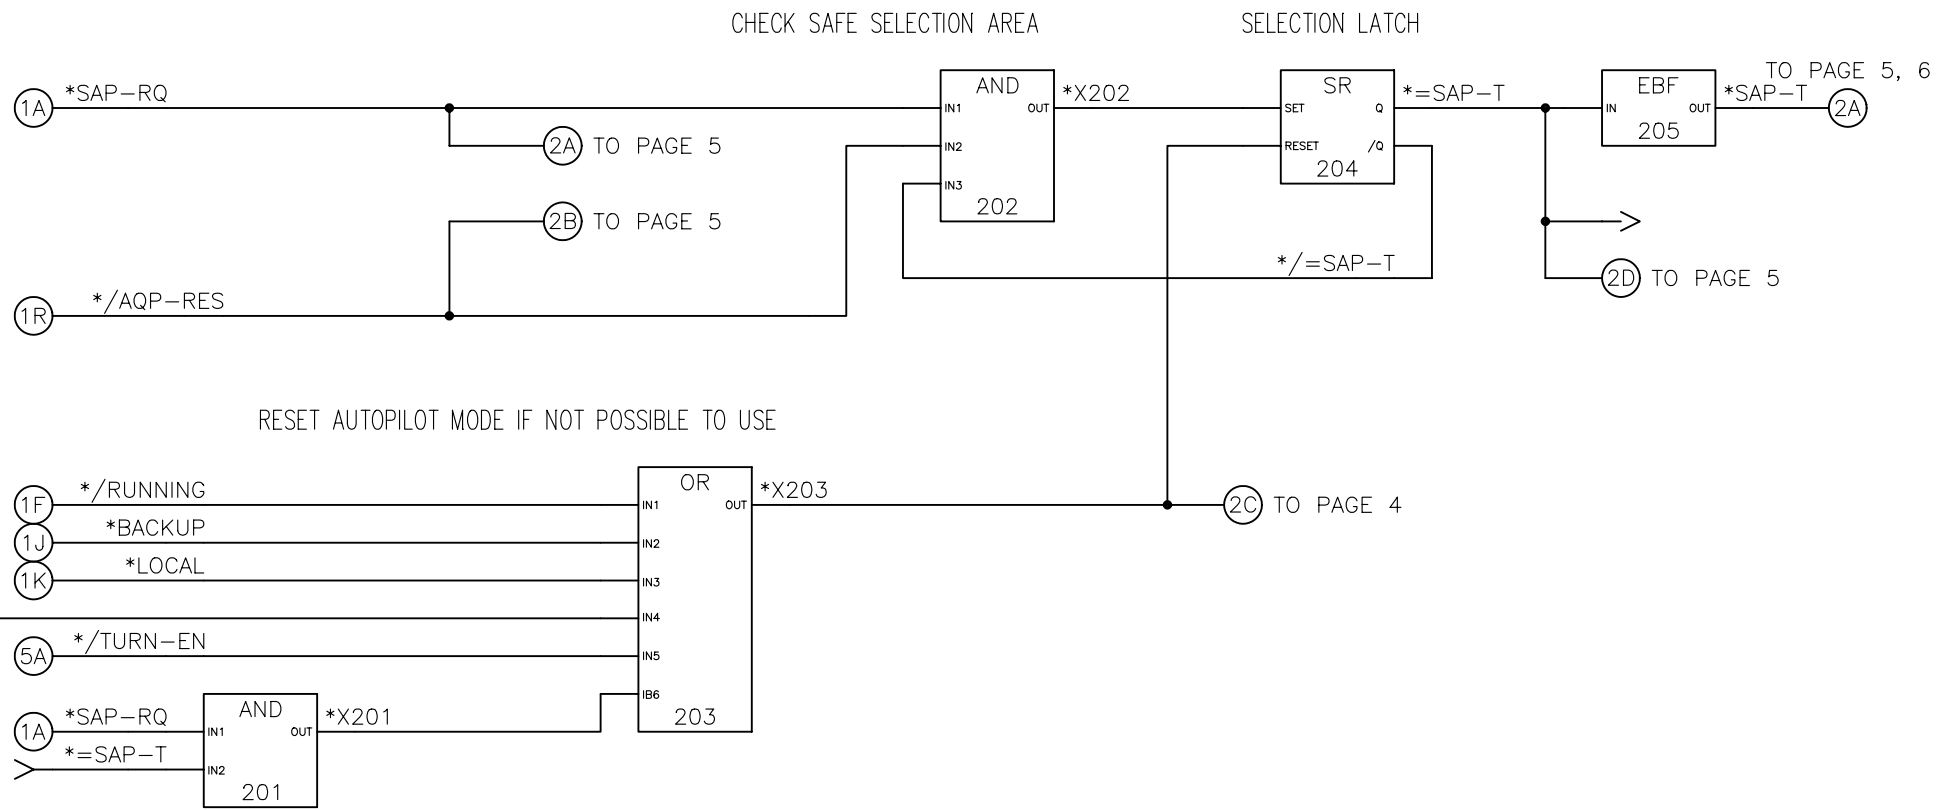 CHECK SAFE SELECTION AREA
SELECTION LATCH
TO PAGE 5, 6
1A
*SAP-RQ
AND
IN1
OUT
IN2
IN3
202
*X202
SR
SET
Q
RESET
/Q
204
*=SAP-T
EBF
IN
OUT
205
*SAP-T
2A
2A
TO PAGE 5
2B
TO PAGE 5
*/=SAP-T
2D
TO PAGE 5
1R
*/AQP-RES
RESET AUTOPILOT MODE IF NOT POSSIBLE TO USE
1F
*/RUNNING
1J
*BACKUP
1K
*LOCAL
5A
*/TURN-EN
OR
IN1
OUT
IN2
IN3
IN4
IN5
IB6
203
*X203
2C
TO PAGE 4
1A
*SAP-RQ
*=SAP-T
AND
IN1
OUT
IN2
201
*X201